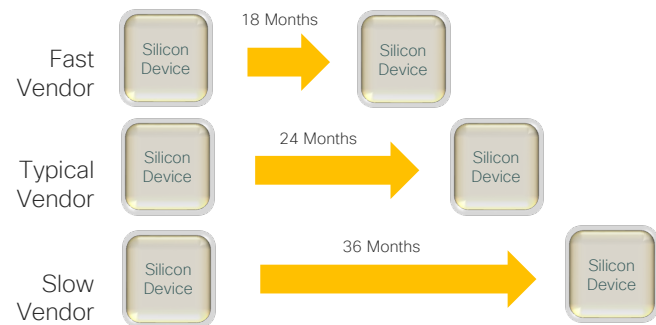 18 Months
Fast
Vendor
Silicon
Device
Silicon
Device
24 Months
Typical
Vendor
Silicon
Device
Silicon
Device
36 Months
Slow
Vendor
Silicon
Device
Silicon
Device